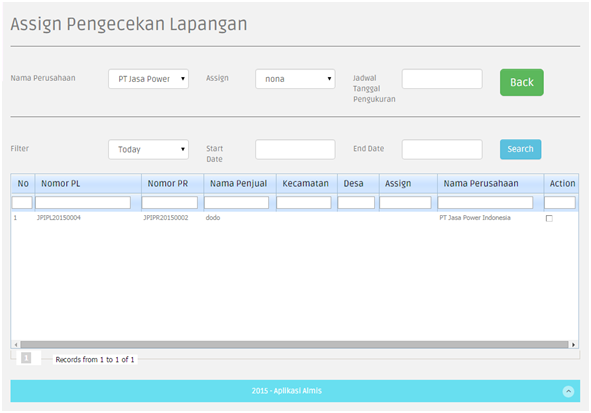 Assign Pengecekan Lapangan
Nama Perusahaan PT Jasa Power Assign nona Jadwal Tanggal Pengukuran Back
Filter Today Start Date End Date Search
No Nomor PL Nomor PR Nama Penjual Kecamatan Desa Assign Nama Perusahaan Action
1 JPIPL20150004 JPIPR20150002 dodo PT Jasa Power Indonesia
1 Records from 1 to 1 of 1
2015 - Aplikasi Aimis